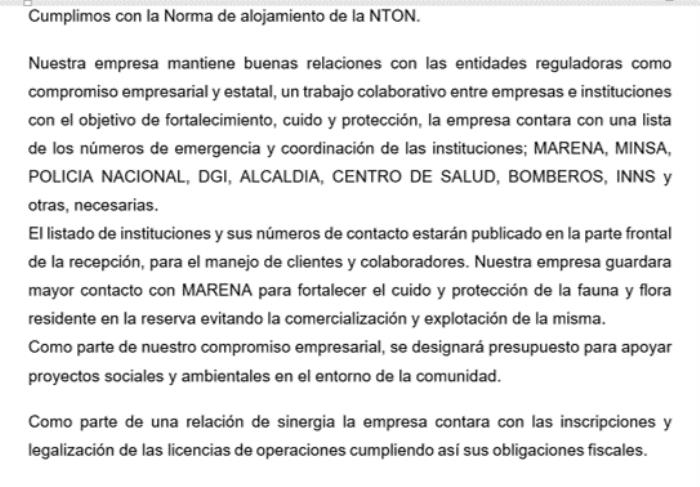 Cumplimos con la Norma de alojamiento de la NTON.
Nuestra empresa mantiene buenas relaciones con las entidades reguladoras como
compromiso empresarial y estatal, un trabajo colaborativo entre empresas e instituciones
con el objetivo de fortalecimiento, cuido y protección, la empresa contara con una lista
de los números de emergencia y coordinación de las instituciones; MARENA, MINSA,
POLICIA NACIONAL, DGI, ALCALDIA, CENTRO DE SALUD, BOMBEROS, INNS y
otras, necesarias.
El listado de instituciones y sus números de contacto estarán publicado en la parte frontal
de la recepción, para el manejo de clientes y colaboradores. Nuestra empresa guardara
mayor contacto con MARENA para fortalecer el cuido y protección de la fauna y flora
residente en la reserva evitando la comercialización y explotación de la misma.
Como parte de nuestro compromiso empresarial, se designará presupuesto para apoyar
proyectos sociales y ambientales en el entorno de la comunidad.
Como parte de una relación de sinergia la empresa contara con las inscripciones y
legalización de las licencias de operaciones cumpliendo así sus obligaciones fiscales.